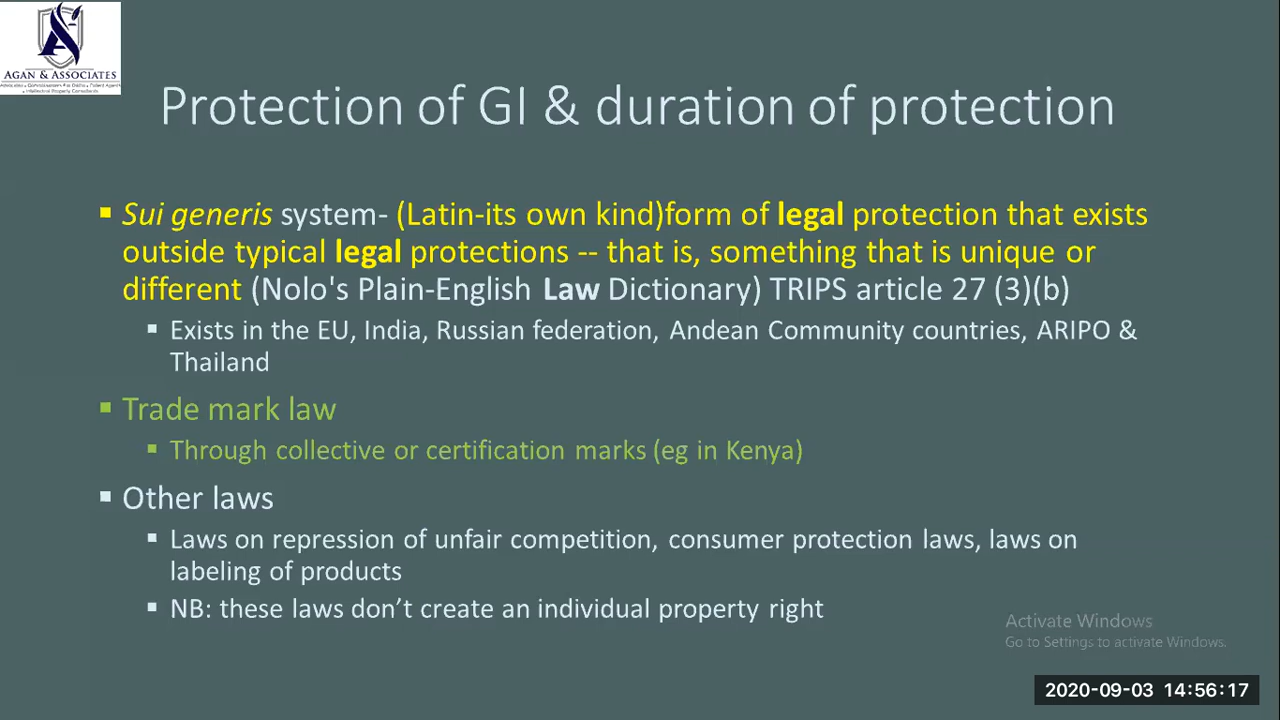 AGAN & ASSOCIATES
Protection of GI & duration of protection
▪ Sui generis system- (Latin-its own kind)form of legal protection that exists
outside typical legal protections -- that is, something that is unique or
different (Nolo's Plain-English Law Dictionary) TRIPS article 27 (3)(b)
▪ Exists in the EU, India, Russian federation, Andean Community countries, ARIPO &
Thailand
▪ Trade mark law
▪ Through collective or certification marks (eg in Kenya)
▪ Other laws
▪ Laws on repression of unfair competition, consumer protection laws, laws on
labeling of products
▪ NB: these laws don’t create an individual property right
Activate Windows
Go to Settings to activate Windows.
2020-09-03 14:56:17